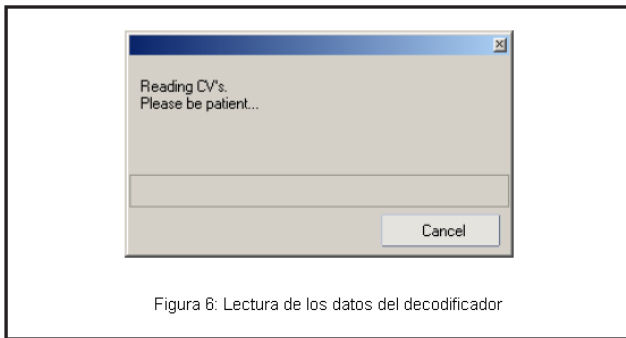 Reading CV's.
Please be patient...
Cancel
Figura 6: Lectura de los datos del decodificador